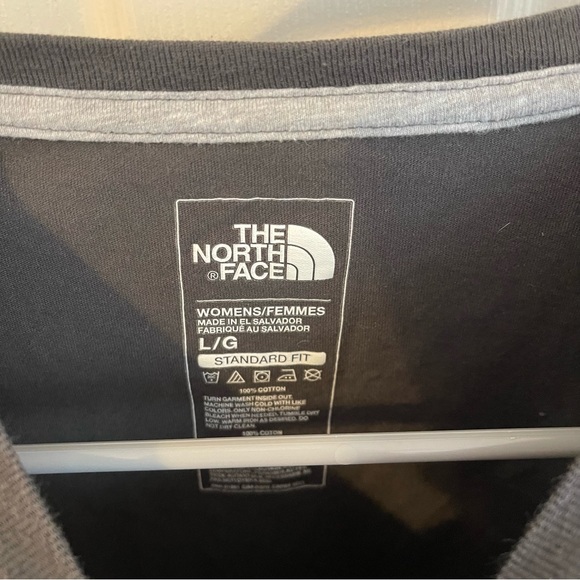 THE
NORTH
® FACE
WOMENS/FEMMES
MADE IN EL SALVADOR
FABRIQUÉ AU SALVADOR
L/G
STANDARD FIT
100% COTTON
TURN GARMENT INSIDE OUT.
MACHINE WASH COLD WITH LIKE
COLORS. ONLY NON-CHLORINE
BLEACH WHEN NEEDED. TUMBLE DRY
LOW. WARM IRON AS DESIRED. DO
NOT DRY CLEAN.
100% COTTON